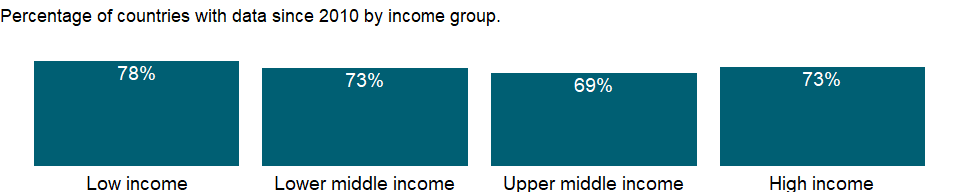 Percentage of countries with data since 2010 by income group.
78%
73%
69%
73%
Low income
Lower middle income
Upper middle income
High income